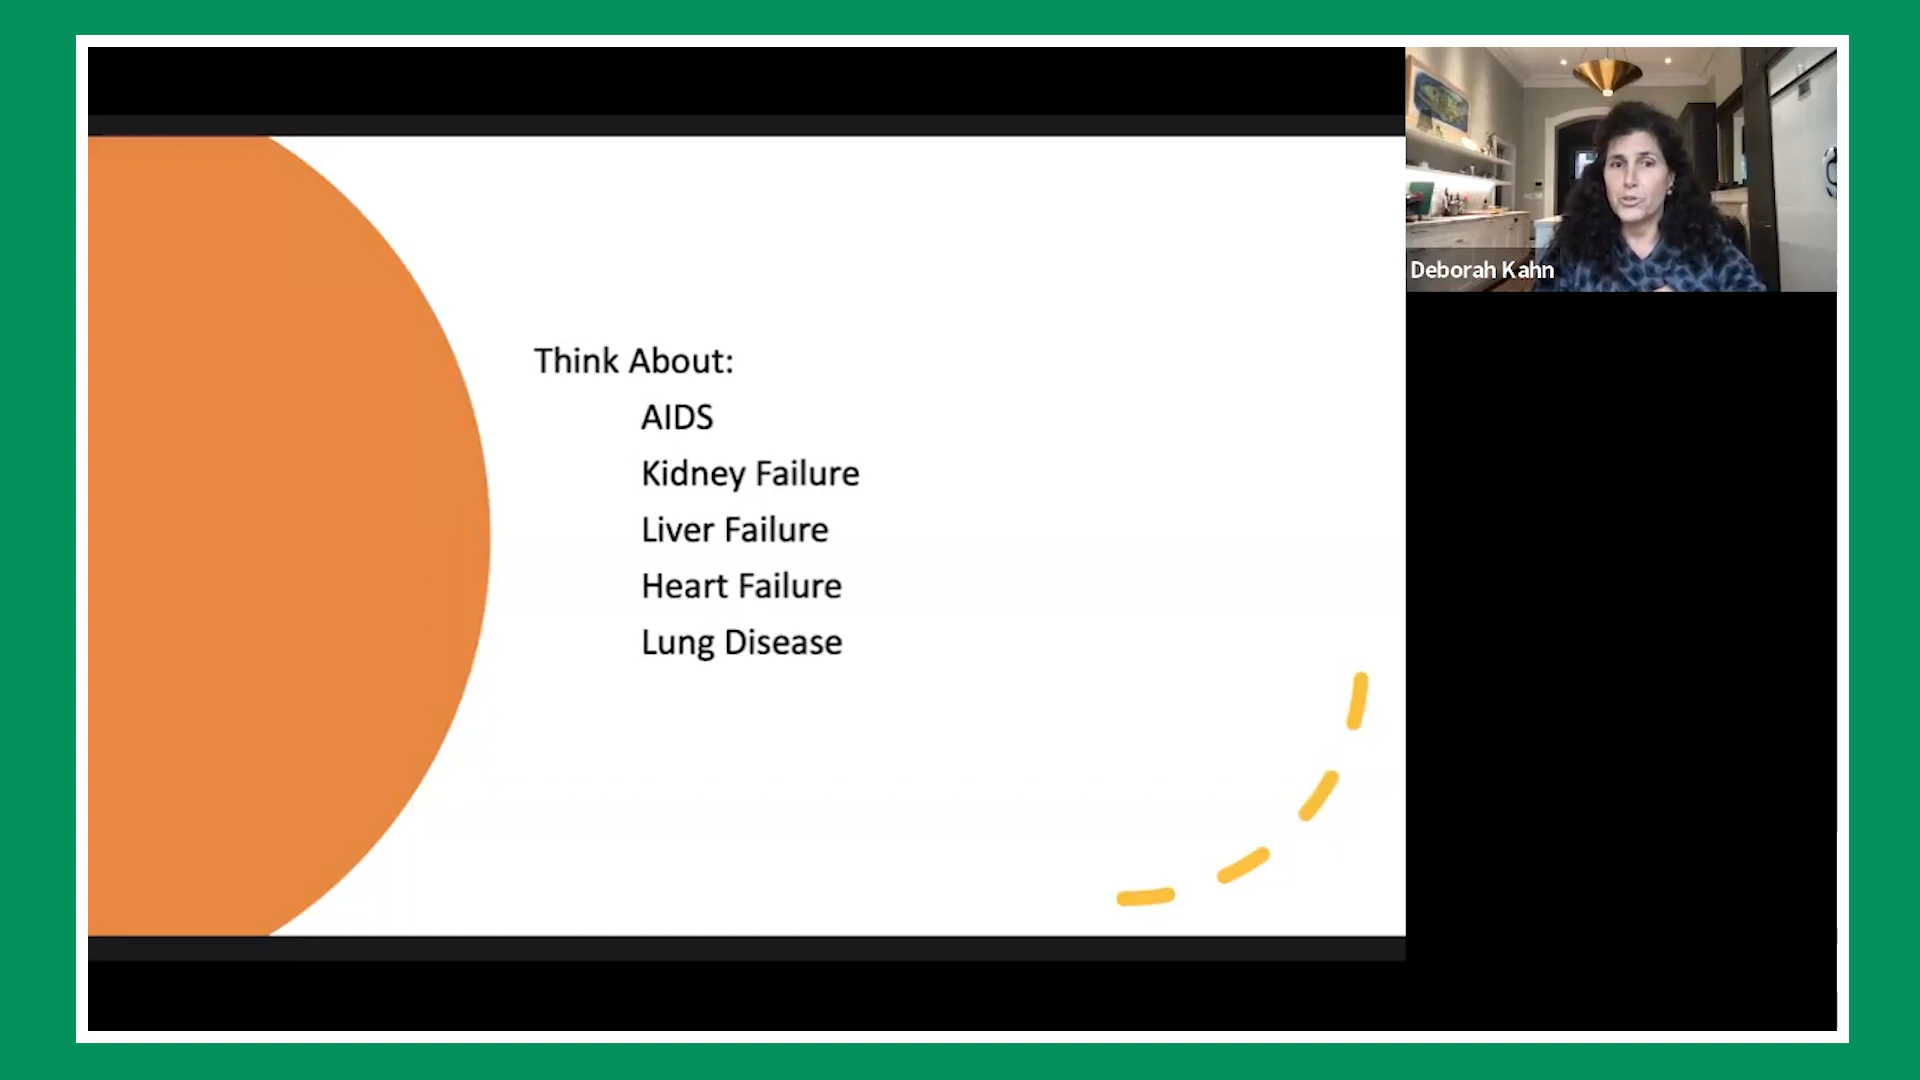 Think About:
AIDS
Kidney Failure
Liver Failure
Heart Failure
Lung Disease
Deborah Kahn